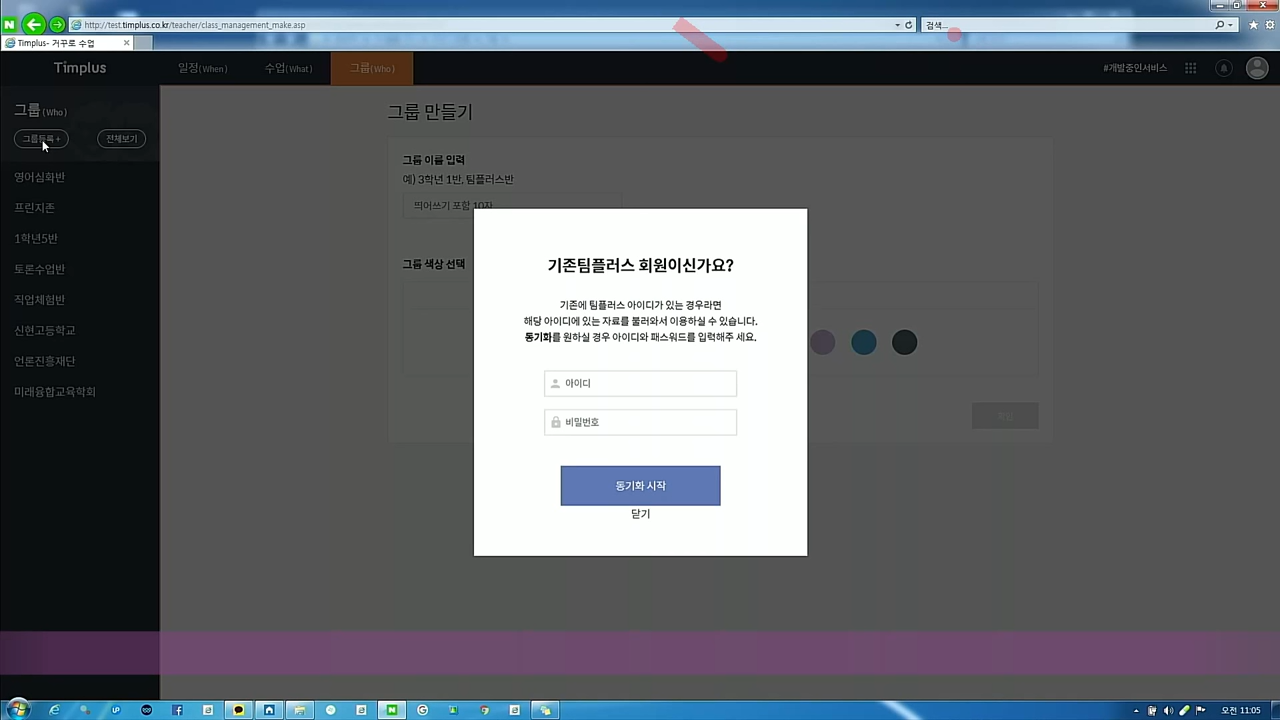 http://test.timplus.co.kr/teacher/class_management_make.asp
검색...
Timplus- 거꾸로 수업
Timplus
일정(When)
수업(What)
그룹(Who)
#개발중인서비스
그룹 (Who)
그룹등록 +
전체보기
영어심화반
프린지존
1학년5반
토론수업반
직업체험반
신현고등학교
언론진흥재단
미래융합교육학회
그룹 만들기
그룹 이름 입력
예) 3학년 1반, 팀플러스반
띄어쓰기 포함 10자
그룹 색상 선택
기존팀플러스 회원이신가요?
기존에 팀플러스 아이디가 있는 경우라면
해당 아이디에 있는 자료를 불러와서 이용하실 수 있습니다.
동기화를 원하실 경우 아이디와 패스워드를 입력해주 세요.
아이디
비밀번호
동기화 시작
닫기
확인
오전 11:05